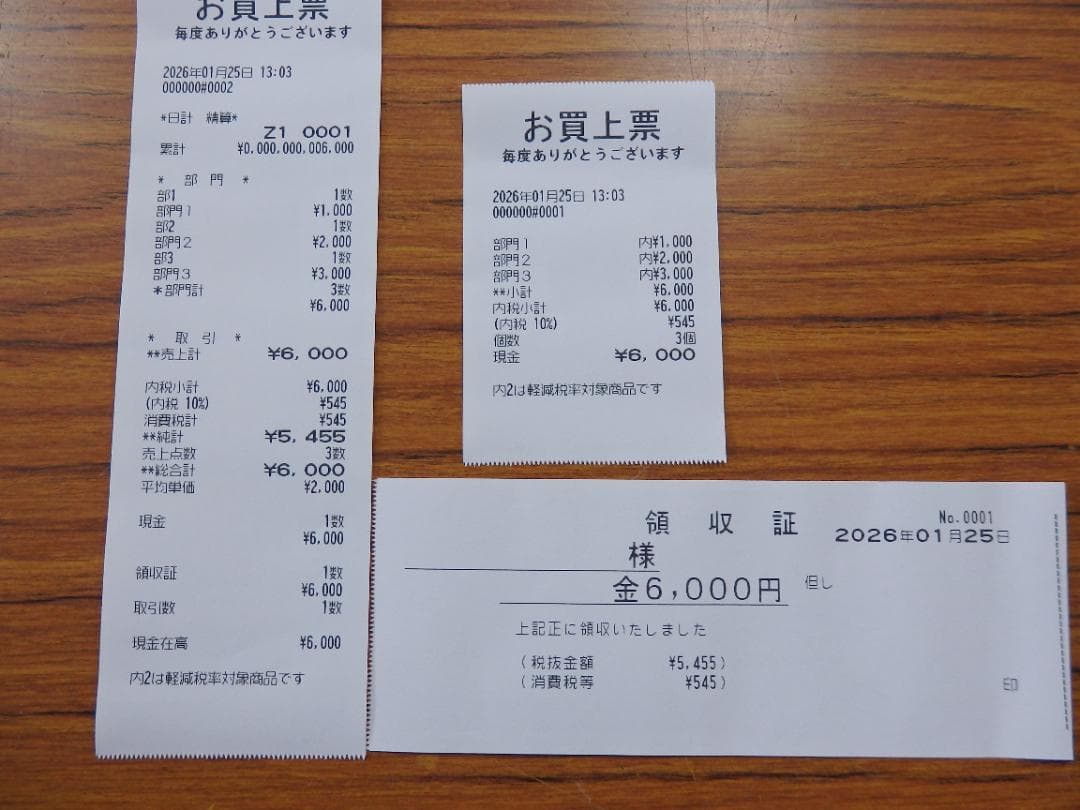 お買上票
毎度ありがとうございます
2026年01月25日 13:03
000000#0002
*日計 精算*
Z1 0001
累計 ¥0,000,000,006,000
* 部 門 *
部1 1数
部門1 ¥1,000
部2 1数
部門2 ¥2,000
部3 1数
部門3 ¥3,000
*部門計 3数
¥6,000
* 取 引 *
**売上計 ¥6,000
内税小計 ¥6,000
(内税 10%) ¥545
消費税計 ¥545
**純計 ¥5,455
売上点数 3数
**総合計 ¥6,000
平均単価 ¥2,000
現金 1数
¥6,000
領収証 1数
¥6,000
取引数 1数
現金在高 ¥6,000
内2は軽減税率対象商品です
お買上票
毎度ありがとうございます
2026年01月25日 13:03
000000#0001
部門1 内¥1,000
部門2 内¥2,000
部門3 内¥3,000
**小計 ¥6,000
内税小計 ¥6,000
(内税 10%) ¥545
個数 3個
現金 ¥6,000
内2は軽減税率対象商品です
領 収 証
No.0001
2026年01月25日
様
金6,000円 但し
上記正に領収いたしました
(税抜金額 ¥5,455)
(消費税等 ¥545)
印